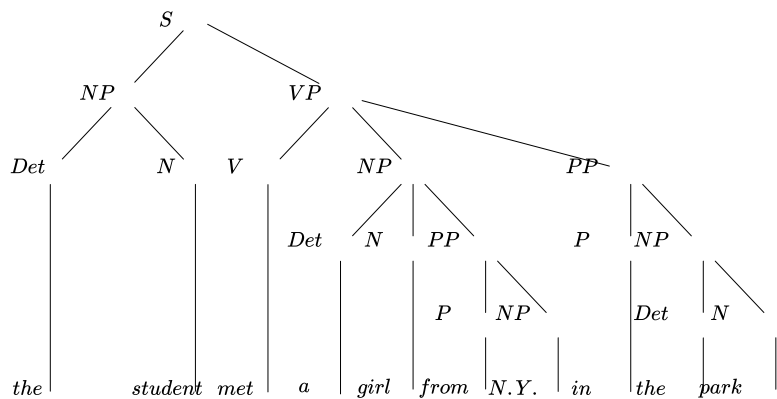 S
NP VP
Det N V NP PP
Det N PP P NP
P NP Det N
the student met a girl from N.Y. in the park